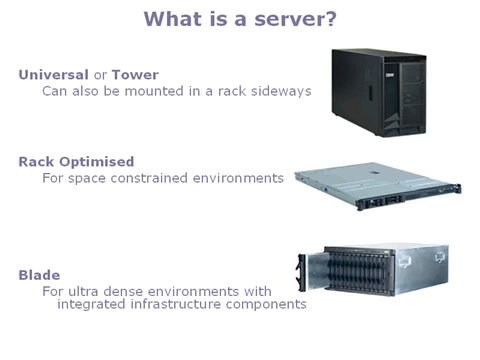 What is a server?
Universal or Tower
Can also be mounted in a rack sideways
IBM
Rack Optimised
For space constrained environments
Blade
For ultra dense environments with
integrated infrastructure components